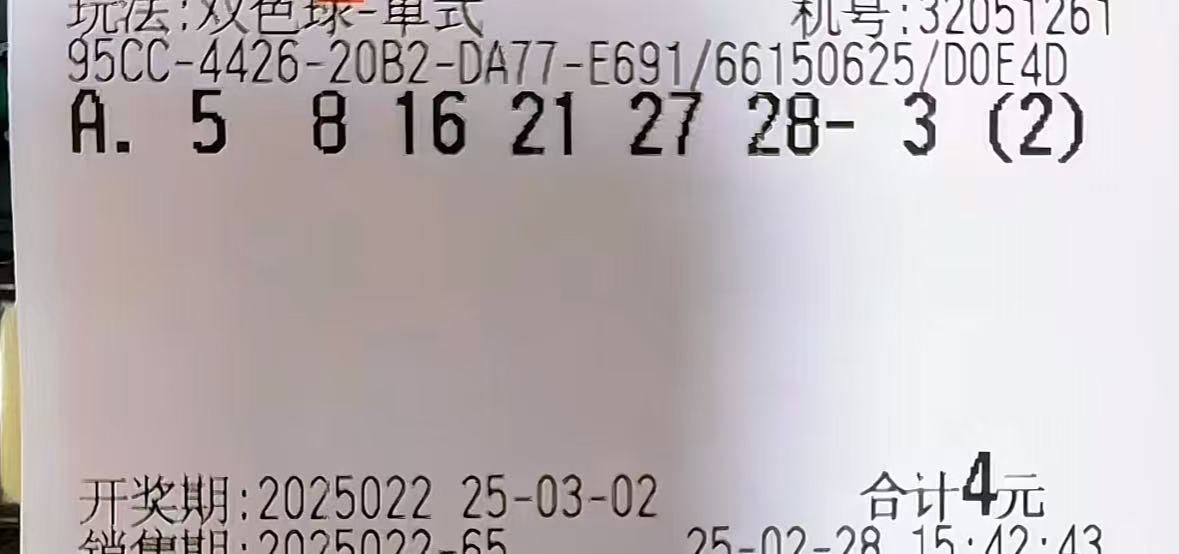 玩法:双色球-单式 机号:32051261
95CC-4426-20B2-DA77-E691/66150625/D0E4D
A. 5 8 16 21 27 28- 3 (2)
开奖期:2025022 25-03-02 合计4元
销售期:2025022-65 25-02-28 15:42:43